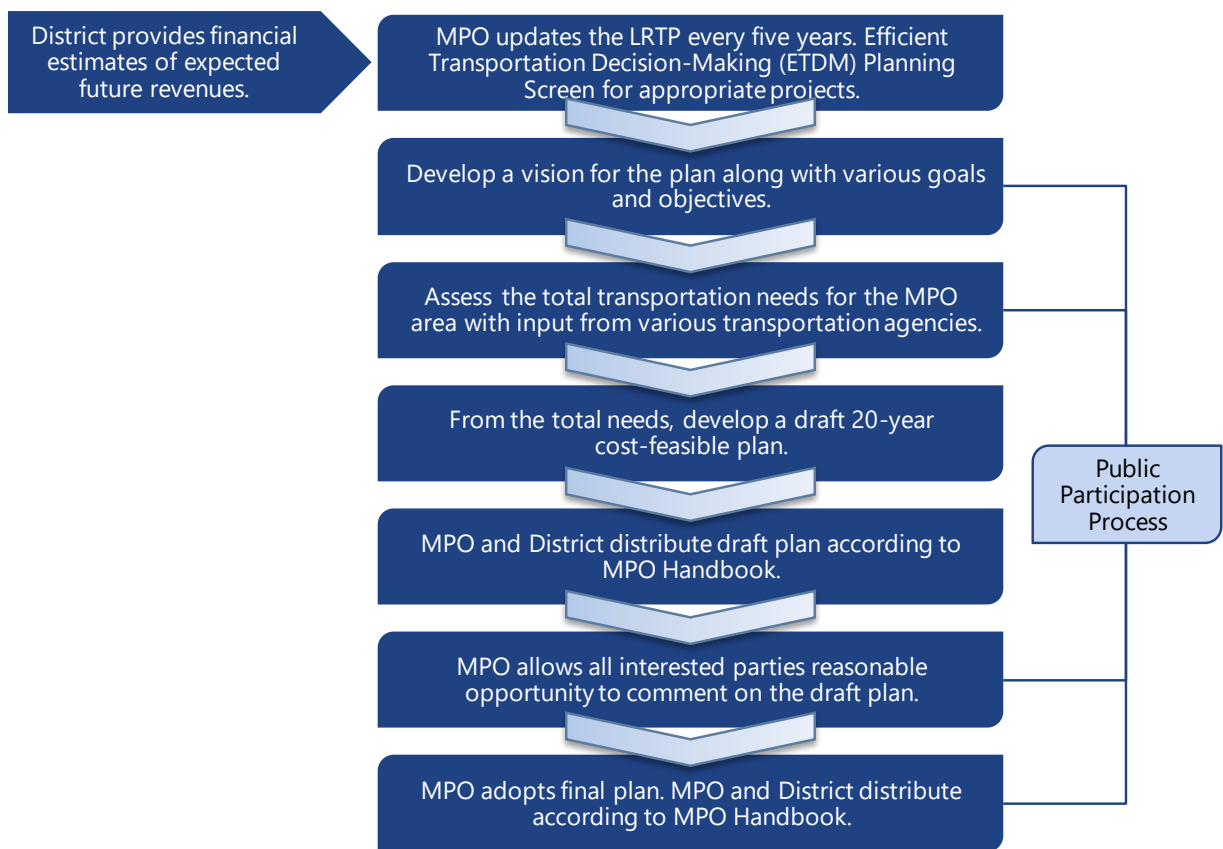 District provides financial
estimates of expected
future revenues.
MPO updates the LRTP every five years. Efficient
Transportation Decision-Making (ETDM) Planning
Screen for appropriate projects.
Develop a vision for the plan along with various goals
and objectives.
Assess the total transportation needs for the MPO
area with input from various transportation agencies.
From the total needs, develop a draft 20-year
cost-feasible plan.
MPO and District distribute draft plan according to
MPO Handbook.
MPO allows all interested parties reasonable
opportunity to comment on the draft plan.
MPO adopts final plan. MPO and District distribute
according to MPO Handbook.
Public
Participation
Process